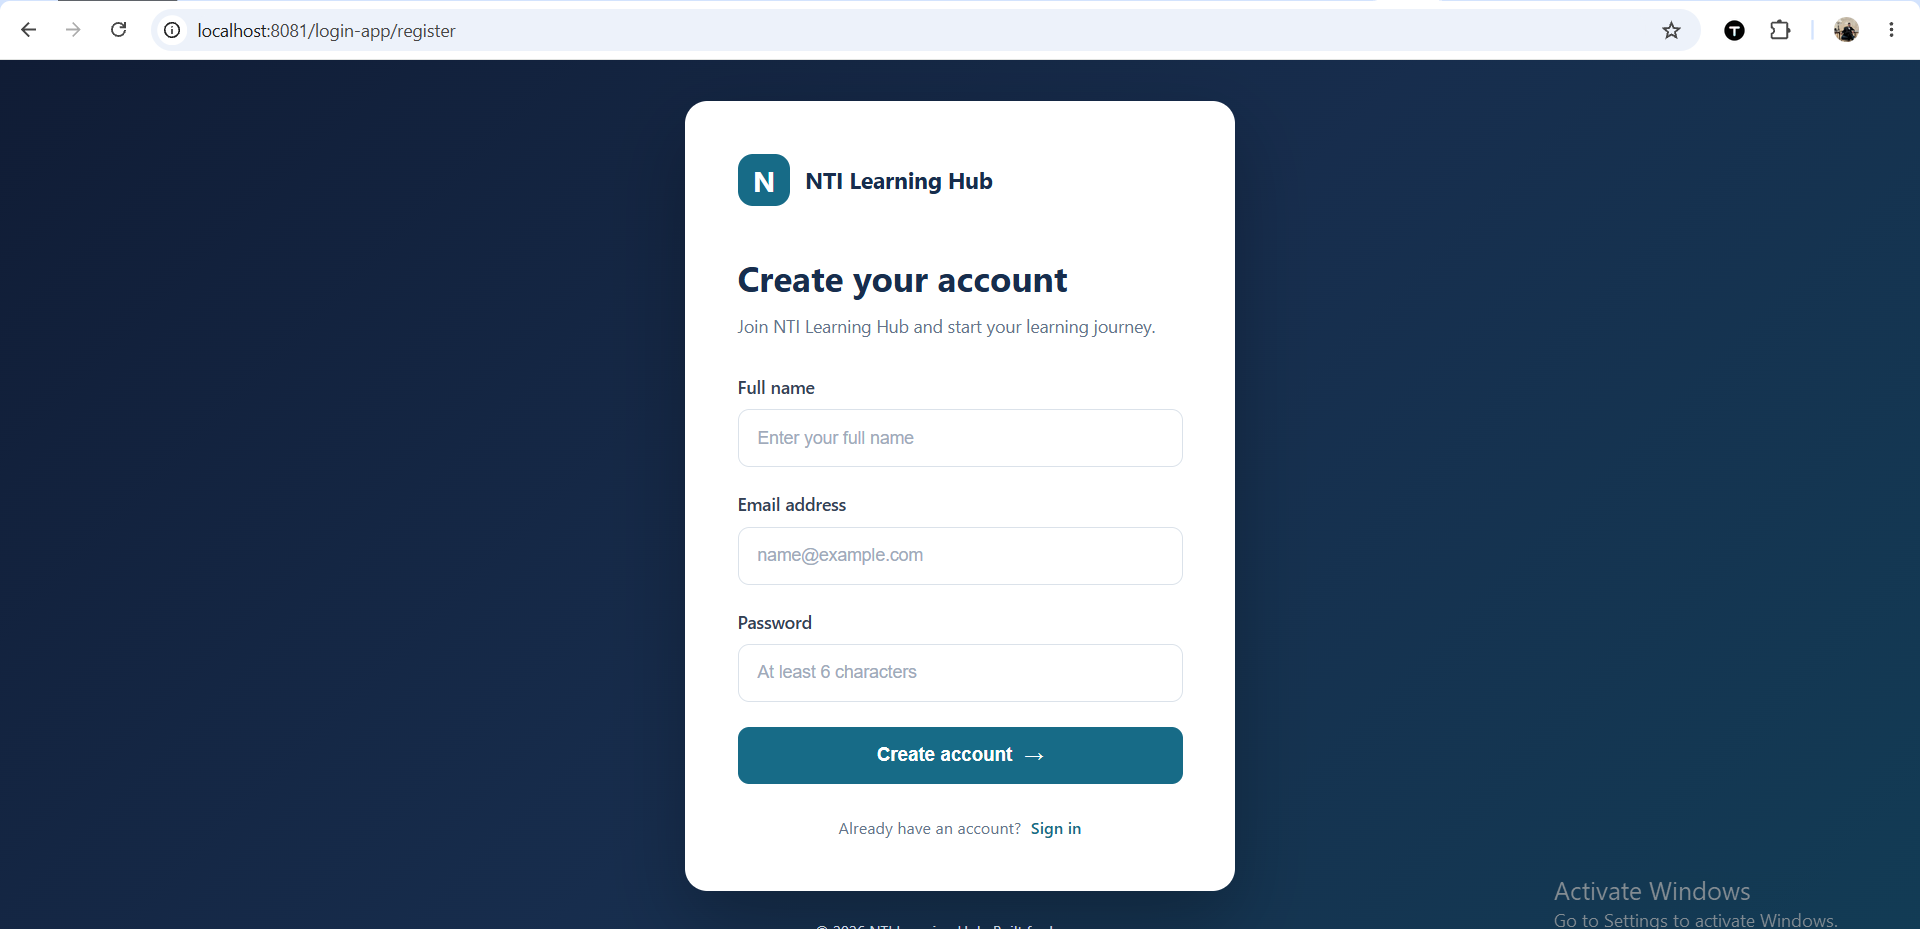 localhost:8081/login-app/register
T
N
NTI Learning Hub
Create your account
Join NTI Learning Hub and start your learning journey.
Full name
Enter your full name
Email address
name@example.com
Password
At least 6 characters
Create account →
Already have an account? Sign in
Activate Windows
Go to Settings to activate Windows.